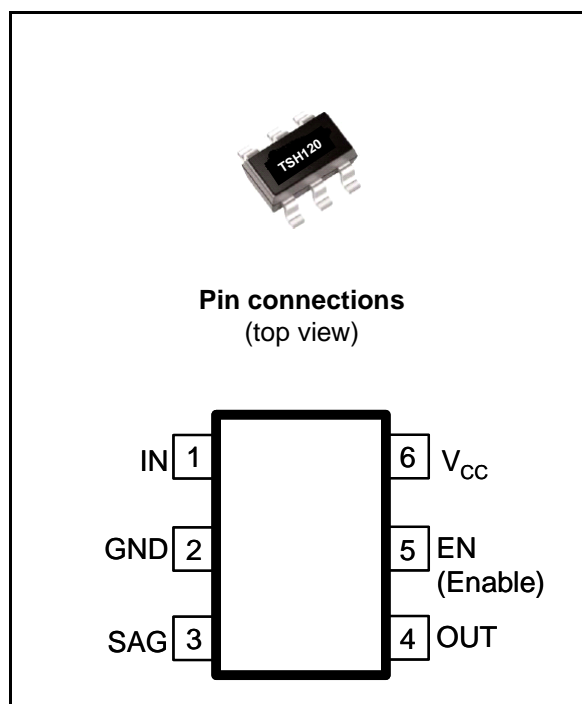 TSH120
Pin connections
(top view)
IN 1
6 VCC
GND 2
5 EN
(Enable)
SAG 3
4 OUT